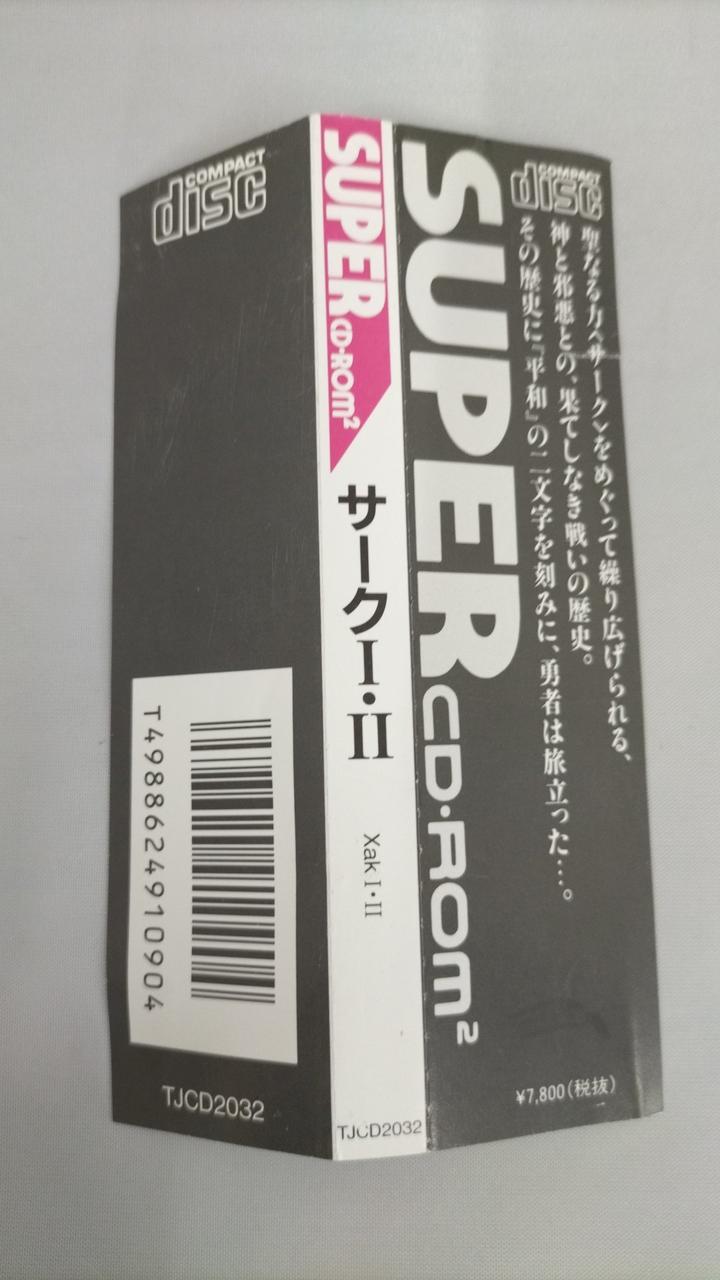 COMPACT
disc
T4988624910904
TJCD2032
SUPER CD-ROM²
サークⅠ・Ⅱ
Xak Ⅰ・Ⅱ
TJCD2032
SUPER CD-ROM²
COMPACT
disc
聖なる力〈サーク〉をめぐって繰り広げられる、
神と邪悪との、果てしなき戦いの歴史。
その歴史に『平和』の二文字を刻みに、勇者は旅立った…。
¥7,800(税抜)